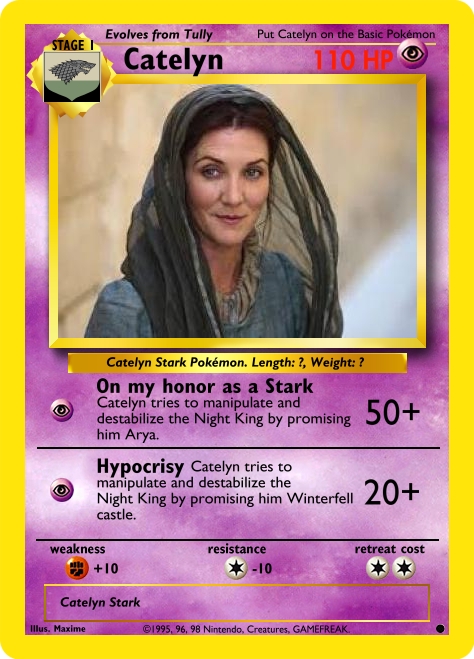 Evolves from Tully
Put Catelyn on the Basic Pokémon
STAGE 1
Catelyn
110 HP
Catelyn Stark Pokémon. Length: ?, Weight: ?
On my honor as a Stark
Catelyn tries to manipulate and
destabilize the Night King by promising
him Arya.
50+
Hypocrisy Catelyn tries to
manipulate and destabilize the
Night King by promising him Winterfell
castle.
20+
weakness
resistance
retreat cost
+10
-10
Catelyn Stark
Illus. Maxime
©1995, 96, 98 Nintendo, Creatures, GAMEFREAK.